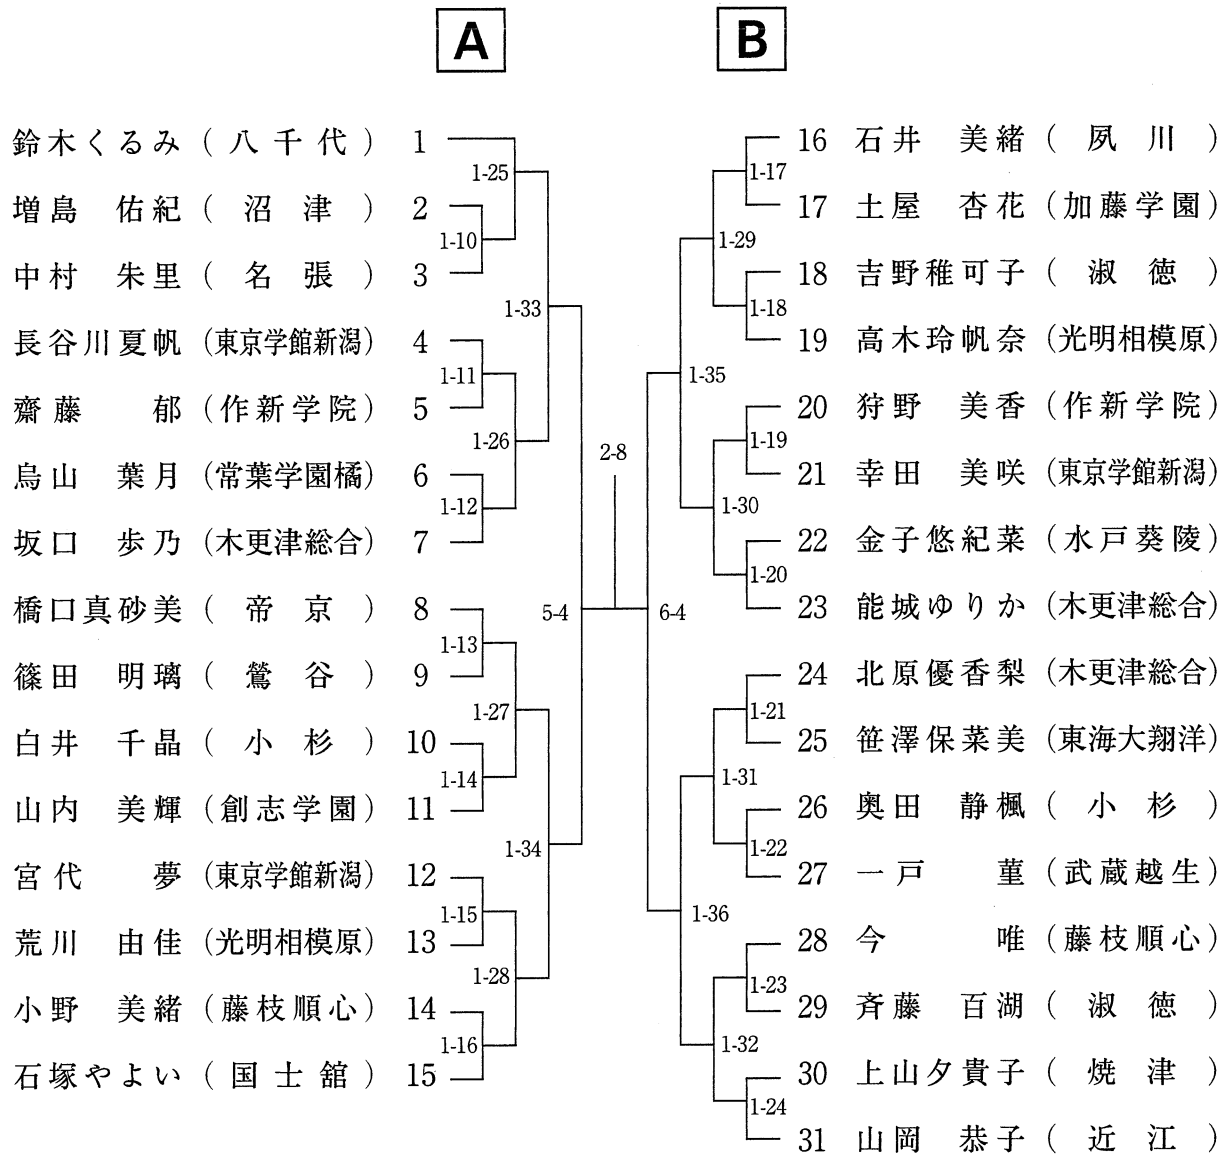 A
B
鈴木くるみ (八千代) 1
増島 佑紀 (沼津) 2
中村 朱里 (名張) 3
長谷川夏帆 (東京学館新潟) 4
齋藤 郁 (作新学院) 5
烏山 葉月 (常葉学園橘) 6
坂口 歩乃 (木更津総合) 7
橋口真砂美 (帝京) 8
篠田 明璃 (鶯谷) 9
白井 千晶 (小杉) 10
山内 美輝 (創志学園) 11
宮代 夢 (東京学館新潟) 12
荒川 由佳 (光明相模原) 13
小野 美緒 (藤枝順心) 14
石塚やよい (国士舘) 15
1-25
1-10
1-33
1-11
1-26
1-12
5-4
1-13
1-27
1-14
1-34
1-15
1-28
1-16
2-8
6-4
1-17
1-29
1-18
1-35
1-19
1-30
1-20
1-21
1-31
1-22
1-36
1-23
1-32
1-24
16 石井 美緒 (夙川)
17 土屋 杏花 (加藤学園)
18 吉野稚可子 (淑徳)
19 高木玲帆奈 (光明相模原)
20 狩野 美香 (作新学院)
21 幸田 美咲 (東京学館新潟)
22 金子悠紀菜 (水戸葵陵)
23 能城ゆりか (木更津総合)
24 北原優香梨 (木更津総合)
25 笹澤保菜美 (東海大翔洋)
26 奥田 静楓 (小杉)
27 一戸 菫 (武蔵越生)
28 今 唯 (藤枝順心)
29 斉藤 百湖 (淑徳)
30 上山夕貴子 (焼津)
31 山岡 恭子 (近江)